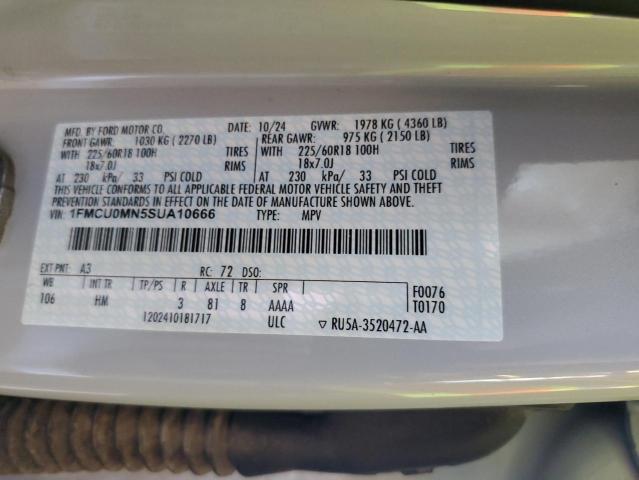 MFD. BY FORD MOTOR CO. DATE: 10/24 GVWR: 1978 KG ( 4360 LB)
FRONT GAWR: 1030 KG ( 2270 LB) REAR GAWR: 975 KG ( 2150 LB)
WITH 225/60R18 100H TIRES WITH 225/60R18 100H TIRES
18x7.0J RIMS 18x7.0J RIMS
AT 230 kPa/ 33 PSI COLD AT 230 kPa/ 33 PSI COLD
THIS VEHICLE CONFORMS TO ALL APPLICABLE FEDERAL MOTOR VEHICLE SAFETY AND THEFT
PREVENTION STANDARDS IN EFFECT ON THE DATE OF MANUFACTURE SHOWN ABOVE.
VIN: 1FMCU0MN5SUA10666 TYPE: MPV
EXT PNT: A3 RC: 72 DSO:
WB INT TR TP/PS R AXLE TR SPR F0076
106 HM 3 81 8 AAAA T0170
1202410181717 ULC ▽ RU5A-3520472-AA